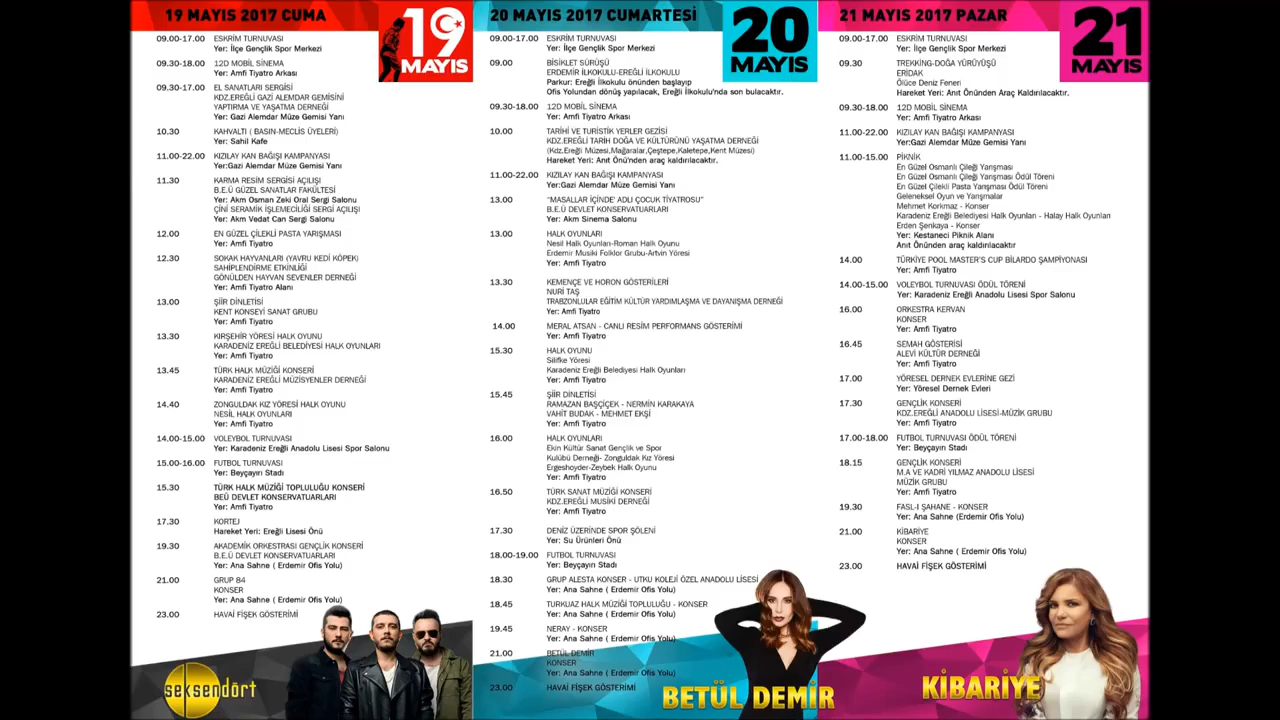 19 MAYIS 2017 CUMA
19
MAYIS
09.00-17.00 ESKRİM TURNUVASI
Yer: İlçe Gençlik Spor Merkezi
09.30-18.00 12D MOBİL SİNEMA
Yer: Amfi Tiyatro Arkası
09.30-17.00 EL SANATLARI SERGİSİ
KDZ.EREĞLİ GAZİ ALEMDAR GEMİSİNİ
YAPTIRMA VE YAŞATMA DERNEĞİ
Yer: Gazi Alemdar Müze Gemisi Yanı
10.30 KAHVALTI ( BASIN-MECLİS ÜYELERİ)
Yer: Sahil Kafe
11.00-22.00 KIZILAY KAN BAĞIŞI KAMPANYASI
Yer:Gazi Alemdar Müze Gemisi Yanı
11.30 KARMA RESİM SERGİSİ AÇILIŞI
B.E.Ü GÜZEL SANATLAR FAKÜLTESİ
Yer: Akm Osman Zeki Oral Sergi Salonu
ÇİNİ SERAMİK İŞLEMECİLİĞİ SERGİ AÇILIŞI
Yer: Akm Vedat Can Sergi Salonu
12.00 EN GÜZEL ÇİLEKLİ PASTA YARIŞMASI
Yer: Amfi Tiyatro
12.30 SOKAK HAYVANLARI (YAVRU KEDİ KÖPEK)
SAHİPLENDİRME ETKİNLİĞİ
GÖNÜLDEN HAYVAN SEVENLER DERNEĞİ
Yer: Amfi Tiyatro Alanı
13.00 ŞİİR DİNLETİSİ
KENT KONSEYİ SANAT GRUBU
Yer: Amfi Tiyatro
13.30 KIRŞEHİR YÖRESİ HALK OYUNU
KARADENİZ EREĞLİ BELEDİYESİ HALK OYUNLARI
Yer: Amfi Tiyatro
13.45 TÜRK HALK MÜZİĞİ KONSERİ
KARADENİZ EREĞLİ MÜZİSYENLER DERNEĞİ
Yer: Amfi Tiyatro
14.40 ZONGULDAK KIZ YÖRESİ HALK OYUNU
NESİL HALK OYUNLARI
Yer: Amfi Tiyatro
14.00-15.00 VOLEYBOL TURNUVASI
Yer: Karadeniz Ereğli Anadolu Lisesi Spor Salonu
15.00-16.00 FUTBOL TURNUVASI
Yer: Beyçayırı Stadı
15.30 TÜRK HALK MÜZİĞİ TOPLULUĞU KONSERİ
BEÜ DEVLET KONSERVATUARLARI
Yer: Amfi Tiyatro
17.30 KORTEJ
Hareket Yeri: Ereğli Lisesi Önü
19.30 AKADEMİK ORKESTRASI GENÇLİK KONSERİ
B.E.Ü DEVLET KONSERVATUARLARI
Yer: Ana Sahne ( Erdemir Ofis Yolu)
21.00 GRUP 84
KONSER
Yer: Ana Sahne ( Erdemir Ofis Yolu)
23.00 HAVAİ FİŞEK GÖSTERİMİ
seksendört
20 MAYIS 2017 CUMARTESİ
20
MAYIS
09.00-17.00 ESKRİM TURNUVASI
Yer: İlçe Gençlik Spor Merkezi
09.00 BİSİKLET SÜRÜŞÜ
ERDEMİR İLKOKULU-EREĞLİ İLKOKULU
Parkur: Ereğli İlkokulu önünden başlayıp
Ofis Yolundan dönüş yapılacak, Ereğli İlkokulu'nda son bulacaktır.
09.30-18.00 12D MOBİL SİNEMA
Yer: Amfi Tiyatro Arkası
10.00 TARİHİ VE TURİSTİK YERLER GEZİSİ
KDZ.EREĞLİ TARİH DOĞA VE KÜLTÜRÜNÜ YAŞATMA DERNEĞİ
(Kdz.Ereğli Müzesi,Mağaralar,Çeştepe,Kaletepe,Kent Müzesi)
Hareket Yeri: Anıt Önü'nden araç kaldırılacaktır.
11.00-22.00 KIZILAY KAN BAĞIŞI KAMPANYASI
Yer:Gazi Alemdar Müze Gemisi Yanı
13.00 "MASALLAR İÇİNDE' ADLI ÇOCUK TİYATROSU"
B.E.Ü DEVLET KONSERVATUARLARI
Yer: Akm Sinema Salonu
13.00 HALK OYUNLARI
Nesil Halk Oyunları-Roman Halk Oyunu
Erdemir Musiki Folklor Grubu-Artvin Yöresi
Yer: Amfi Tiyatro
13.30 KEMENÇE VE HORON GÖSTERİLERİ
NURİ TAŞ
TRABZONLULAR EĞİTİM KÜLTÜR YARDIMLAŞMA VE DAYANIŞMA DERNEĞİ
Yer: Amfi Tiyatro
14.00 MERAL ATSAN - CANLI RESİM PERFORMANS GÖSTERİMİ
Yer: Amfi Tiyatro
15.30 HALK OYUNU
Silifke Yöresi
Karadeniz Ereğli Belediyesi Halk Oyunları
Yer: Amfi Tiyatro
15.45 ŞİİR DİNLETİSİ
RAMAZAN BAŞÇİÇEK - NERMİN KARAKAYA
VAHİT BUDAK - MEHMET EKŞİ
Yer: Amfi Tiyatro
16.00 HALK OYUNLARI
Ekin Kültür Sanat Gençlik ve Spor
Kulübü Derneği- Zonguldak Kız Yöresi
Ergeshoyder-Zeybek Halk Oyunu
Yer: Amfi Tiyatro
16.50 TÜRK SANAT MÜZİĞİ KONSERİ
KDZ.EREĞLİ MUSİKİ DERNEĞİ
Yer: Amfi Tiyatro
17.30 DENİZ ÜZERİNDE SPOR ŞÖLENİ
Yer: Su Ürünleri Önü
18.00-19.00 FUTBOL TURNUVASI
Yer: Beyçayırı Stadı
18.30 GRUP ALESTA KONSER - UTKU KOLEJİ ÖZEL ANADOLU LİSESİ
Yer: Ana Sahne ( Erdemir Ofis Yolu)
18.45 TURKUAZ HALK MÜZİĞİ TOPLULUĞU - KONSER
Yer: Ana Sahne ( Erdemir Ofis Yolu)
19.45 NERAY - KONSER
Yer: Ana Sahne ( Erdemir Ofis Yolu)
21.00 BETÜL DEMİR
KONSER
Yer: Ana Sahne ( Erdemir Ofis Yolu)
23.00 HAVAİ FİŞEK GÖSTERİMİ
BETÜL DEMİR
21 MAYIS 2017 PAZAR
21
MAYIS
09.00-17.00 ESKRİM TURNUVASI
Yer: İlçe Gençlik Spor Merkezi
09.30 TREKKİNG-DOĞA YÜRÜYÜŞÜ
ERİDAK
Ölüce Deniz Feneri
Hareket Yeri: Anıt Önünden Araç Kaldırılacaktır.
09.30-18.00 12D MOBİL SİNEMA
Yer: Amfi Tiyatro Arkası
11.00-22.00 KIZILAY KAN BAĞIŞI KAMPANYASI
Yer:Gazi Alemdar Müze Gemisi Yanı
11.00-15.00 PİKNİK
En Güzel Osmanlı Çileği Yarışması
En Güzel Osmanlı Çileği Yarışması Ödül Töreni
En Güzel Çilekli Pasta Yarışması Ödül Töreni
Geleneksel Oyun ve Yarışmalar
Mehmet Korkmaz - Konser
Karadeniz Ereğli Belediyesi Halk Oyunları - Halay Halk Oyunları
Erden Şenkaya - Konser
Yer: Kestaneci Piknik Alanı
Anıt Önünden araç kaldırılacaktır
14.00 TÜRKİYE POOL MASTER'S CUP BİLARDO ŞAMPİYONASI
Yer: Amfi Tiyatro
14.00-15.00 VOLEYBOL TURNUVASI ÖDÜL TÖRENİ
Yer: Karadeniz Ereğli Anadolu Lisesi Spor Salonu
16.00 ORKESTRA KERVAN
KONSER
Yer: Amfi Tiyatro
16.45 SEMAH GÖSTERİSİ
ALEVİ KÜLTÜR DERNEĞİ
Yer: Amfi Tiyatro
17.00 YÖRESEL DERNEK EVLERİNE GEZİ
Yer: Yöresel Dernek Evleri
17.30 GENÇLİK KONSERİ
KDZ.EREĞLİ ANADOLU LİSESİ-MÜZİK GRUBU
Yer: Amfi Tiyatro
17.00-18.00 FUTBOL TURNUVASI ÖDÜL TÖRENİ
Yer: Beyçayırı Stadı
18.15 GENÇLİK KONSERİ
M.A VE KADRİ YILMAZ ANADOLU LİSESİ
MÜZİK GRUBU
Yer: Amfi Tiyatro
19.30 FASL-I ŞAHANE - KONSER
Yer: Ana Sahne (Erdemir Ofis Yolu)
21.00 KİBARİYE
KONSER
Yer: Ana Sahne ( Erdemir Ofis Yolu)
23.00 HAVAİ FİŞEK GÖSTERİMİ
KİBARİYE